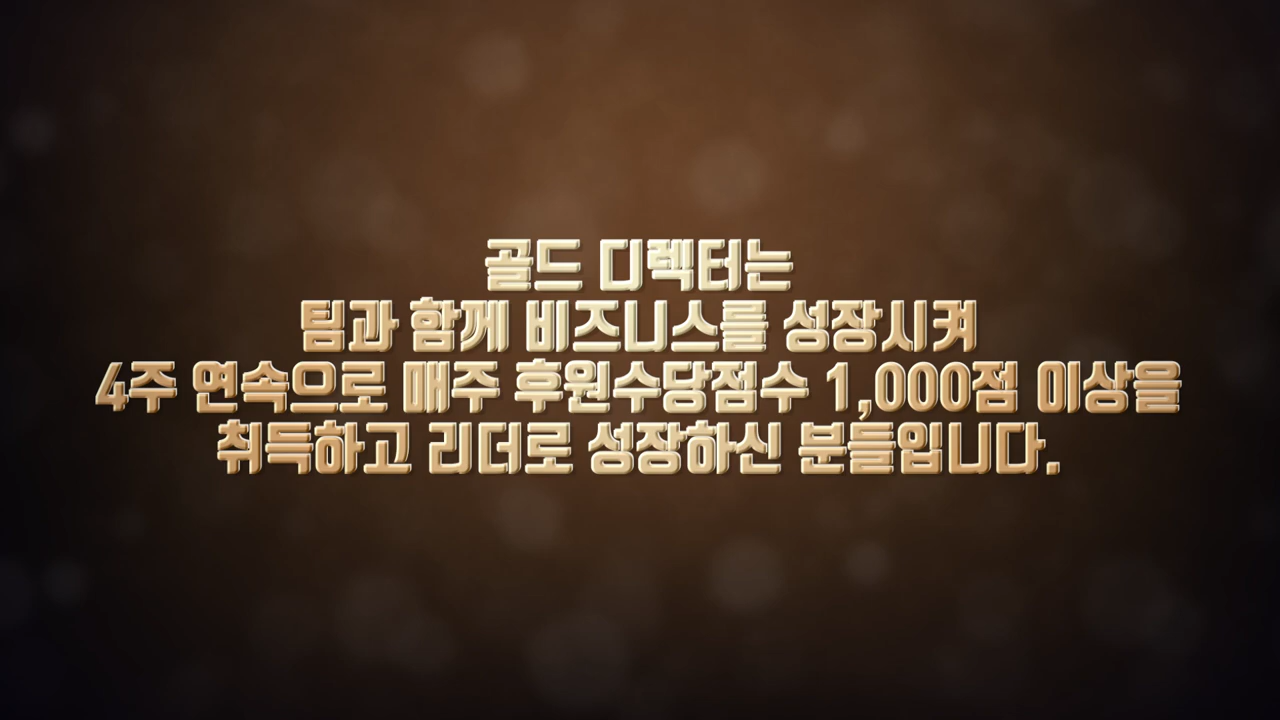 골드 디렉터는
팀과 함께 비즈니스를 성장시켜
4주 연속으로 매주 후원수당점수 1,000점 이상을
취득하고 리더로 성장하신 분들입니다.